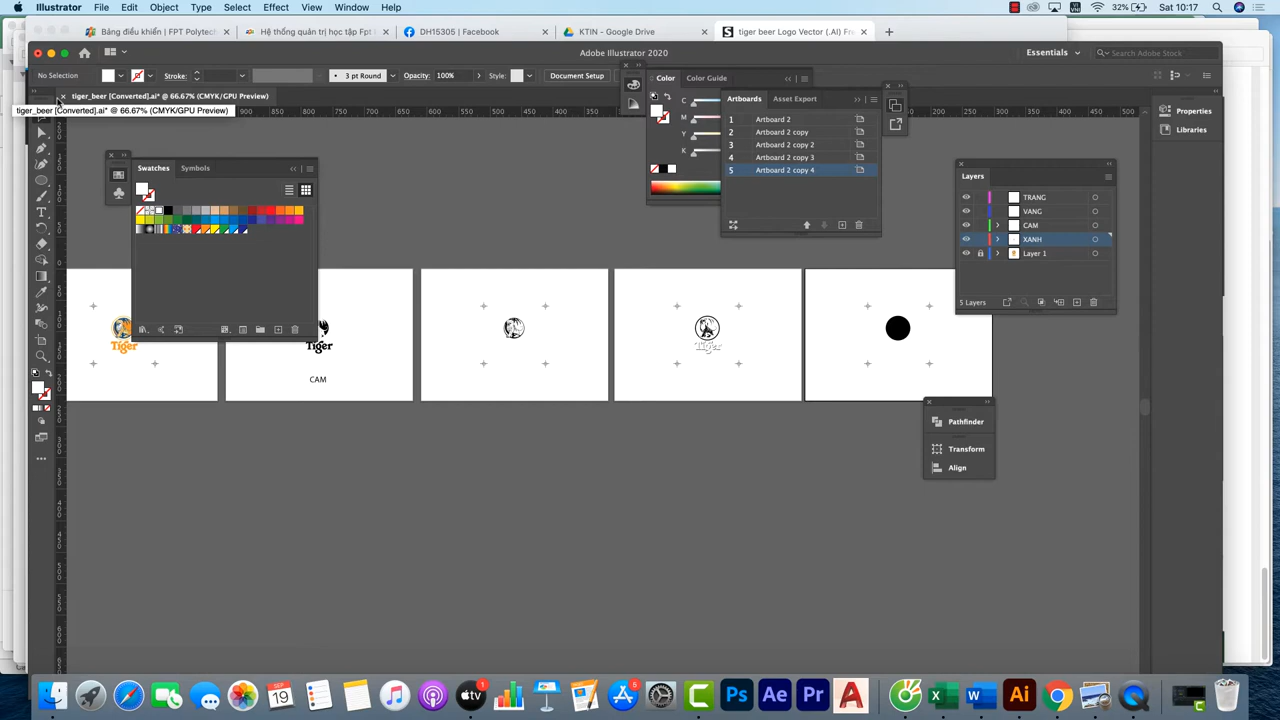 Illustrator File Edit Object Type Select Effect View Window Help 32% Sat 10:17
Bảng điều khiển | FPT Polytech Hệ thống quản trị học tập Fpt DH15305 | Facebook KTIN - Google Drive tiger beer Logo Vector (.AI) Fre
Adobe Illustrator 2020 Essentials Search Adobe Stock
No Selection Stroke: 3 pt Round Opacity: 100% Style: Document Setup
tiger_beer [Converted].ai* @ 66.67% (CMYK/GPU Preview)
tiger_beer [Converted].ai* @ 66.67% (CMYK/GPU Preview)
Color Color Guide
C
M
Y
K
Artboards Asset Export
1 Artboard 2
2 Artboard 2 copy
3 Artboard 2 copy 2
4 Artboard 2 copy 3
5 Artboard 2 copy 4
Properties
Libraries
Swatches Symbols
Layers
TRANG
VANG
CAM
XANH
Layer 1
5 Layers
Tiger
Tiger
Tiger
CAM
Pathfinder
Transform
Align